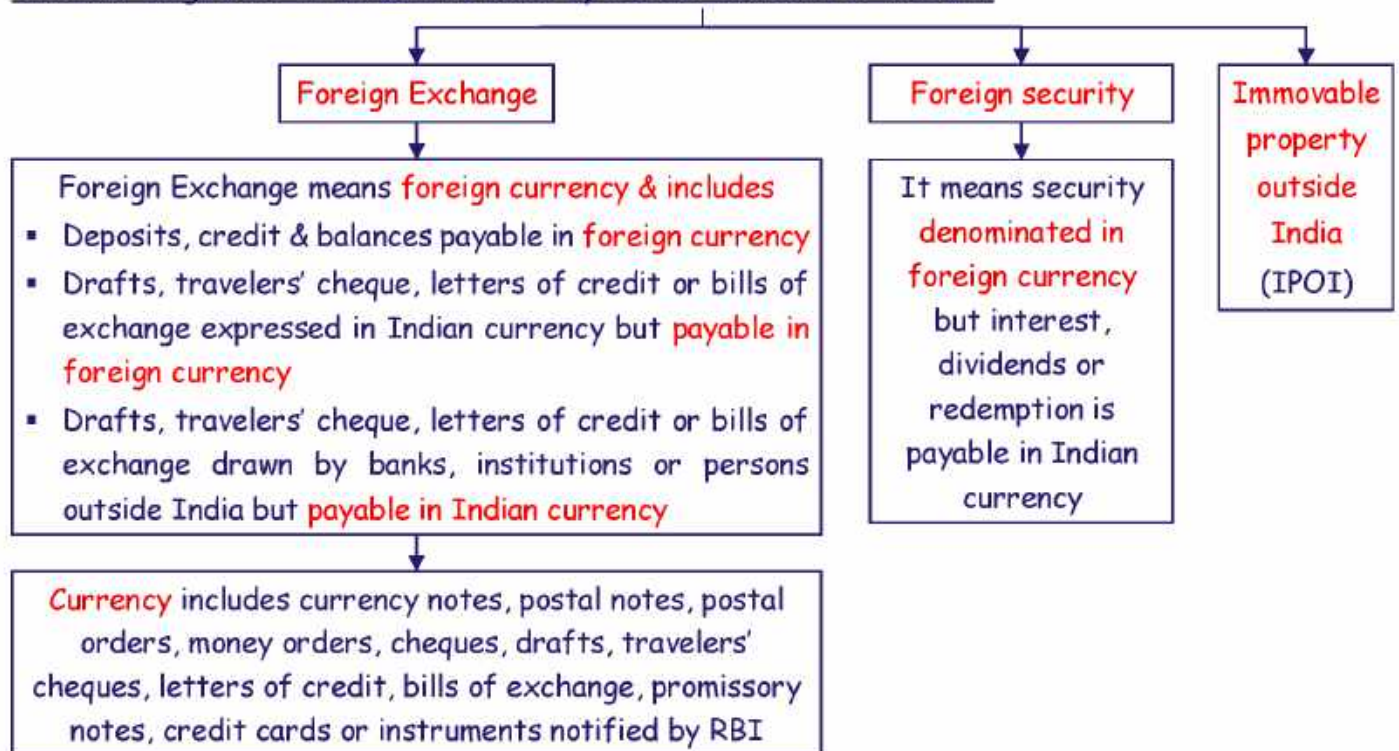 Foreign Exchange
Foreign security
Immovable
property
outside
India
(IPOI)
Foreign Exchange means foreign currency & includes
▪ Deposits, credit & balances payable in foreign currency
▪ Drafts, travelers' cheque, letters of credit or bills of
exchange expressed in Indian currency but payable in
foreign currency
▪ Drafts, travelers' cheque, letters of credit or bills of
exchange drawn by banks, institutions or persons
outside India but payable in Indian currency
It means security
denominated in
foreign currency
but interest,
dividends or
redemption is
payable in Indian
currency
Currency includes currency notes, postal notes, postal
orders, money orders, cheques, drafts, travelers'
cheques, letters of credit, bills of exchange, promissory
notes, credit cards or instruments notified by RBI